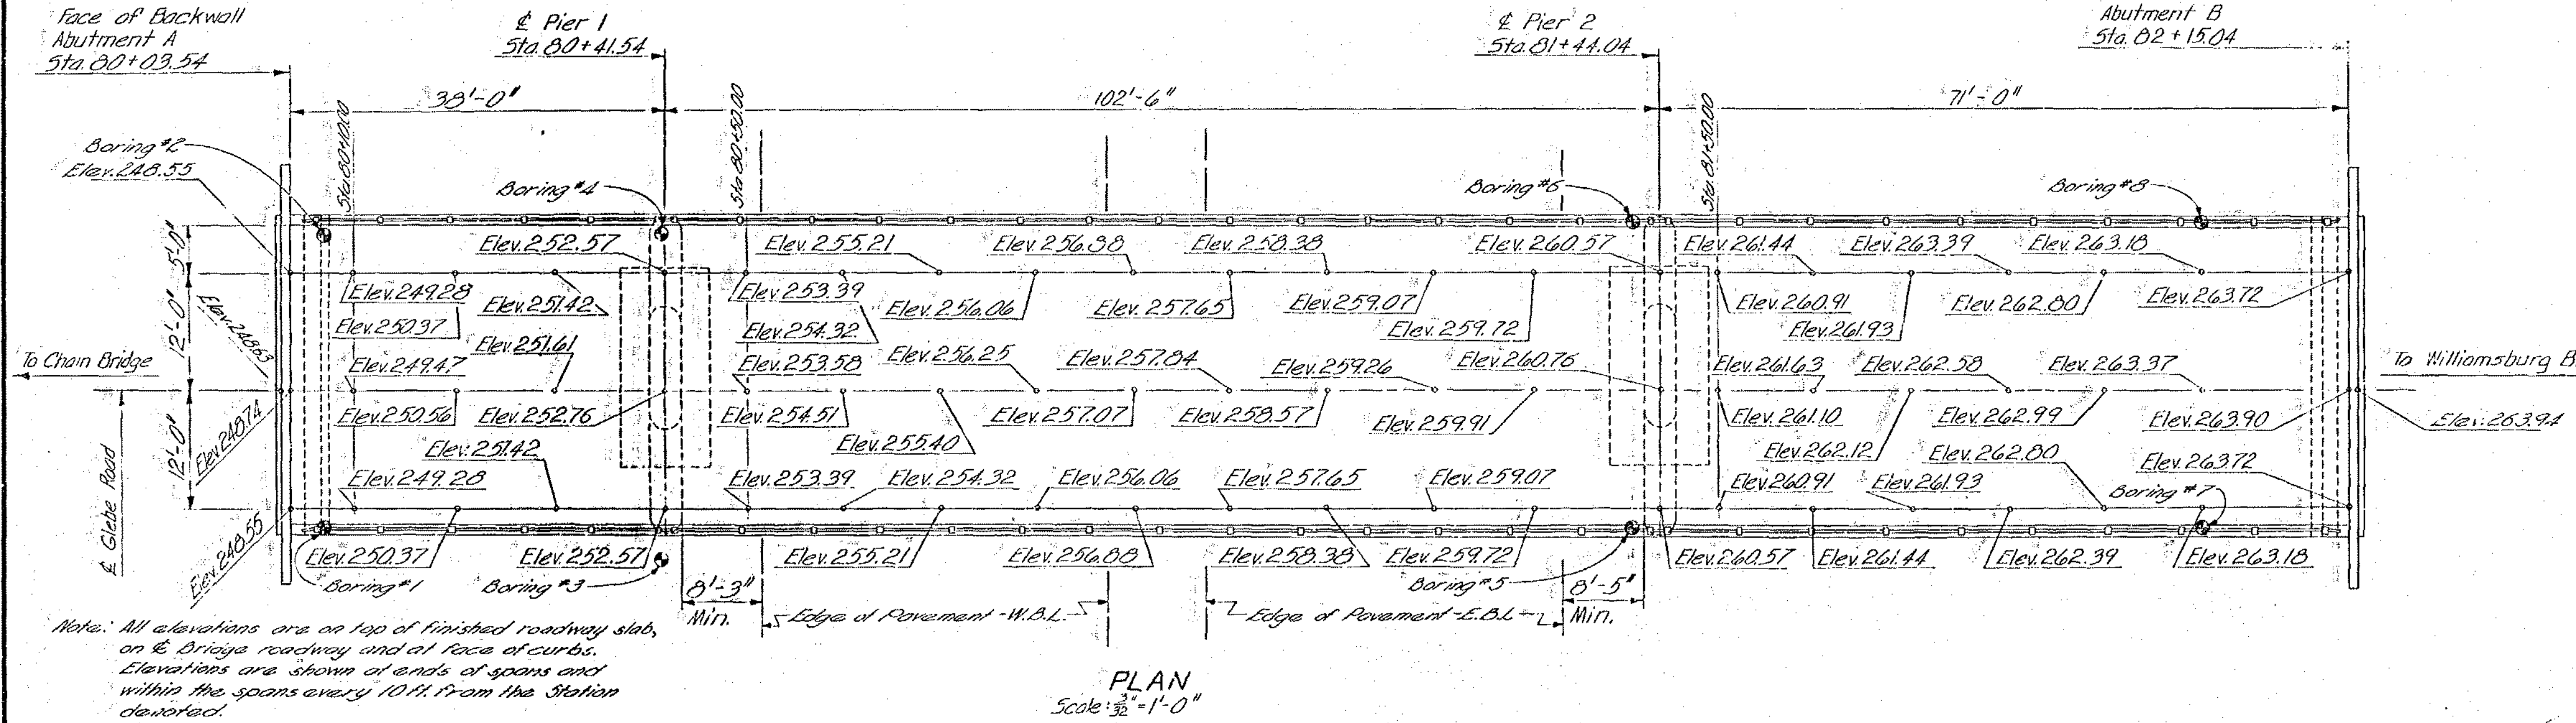 Face of Backwall
Abutment A
Sta. 80+03.54
₵ Pier 1
Sta. 80+41.54
₵ Pier 2
Sta. 81+44.04
Abutment B
Sta. 82+15.04
38'-0"
102'-6"
71'-0"
Sta. 80+10.00
Sta. 80+50.00
Sta. 81+50.00
Boring #2
Elev. 248.55
Boring #4
Boring #6
Boring #8
5'-0"
12'-0"
12'-0"
Elev. 252.57
Elev. 255.21
Elev. 256.88
Elev. 258.38
Elev. 260.57
Elev. 261.44
Elev. 263.39
Elev. 263.18
Elev. 249.28
Elev. 251.42
Elev. 253.39
Elev. 256.06
Elev. 257.65
Elev. 259.07
Elev. 260.91
Elev. 262.80
Elev. 263.72
Elev. 250.37
Elev. 254.32
Elev. 259.72
Elev. 261.93
Elev. 248.63
To Chain Bridge
Elev. 249.47
Elev. 251.61
Elev. 253.58
Elev. 256.25
Elev. 257.84
Elev. 259.26
Elev. 260.76
Elev. 261.63
Elev. 262.58
Elev. 263.37
To Williamsburg B
Elev. 250.56
Elev. 252.76
Elev. 254.51
Elev. 257.07
Elev. 258.57
Elev. 259.91
Elev. 261.10
Elev. 262.99
Elev. 263.90
Elev. 263.94
Elev. 248.74
Elev. 255.40
Elev. 262.12
₵ Glebe Road
Elev. 251.42
Elev. 262.80
Elev. 263.72
Elev. 249.28
Elev. 253.39
Elev. 254.32
Elev. 256.06
Elev. 257.65
Elev. 259.07
Elev. 260.91
Elev. 261.93
Boring #7
Elev. 248.55
Elev. 250.37
Elev. 252.57
Elev. 255.21
Elev. 256.88
Elev. 258.38
Elev. 259.72
Elev. 260.57
Elev. 261.44
Elev. 262.39
Elev. 263.18
Boring #1
Boring #3
Boring #5
8'-3"
Min.
Edge of Pavement-W.B.L.
Edge of Pavement-E.B.L.
8'-5"
Min.
Note: All elevations are on top of finished roadway slab,
on ₵ Bridge roadway and at face of curbs.
Elevations are shown at ends of spans and
within the spans every 10 ft. from the Station
denoted.
PLAN
Scale: 3/32"=1'-0"